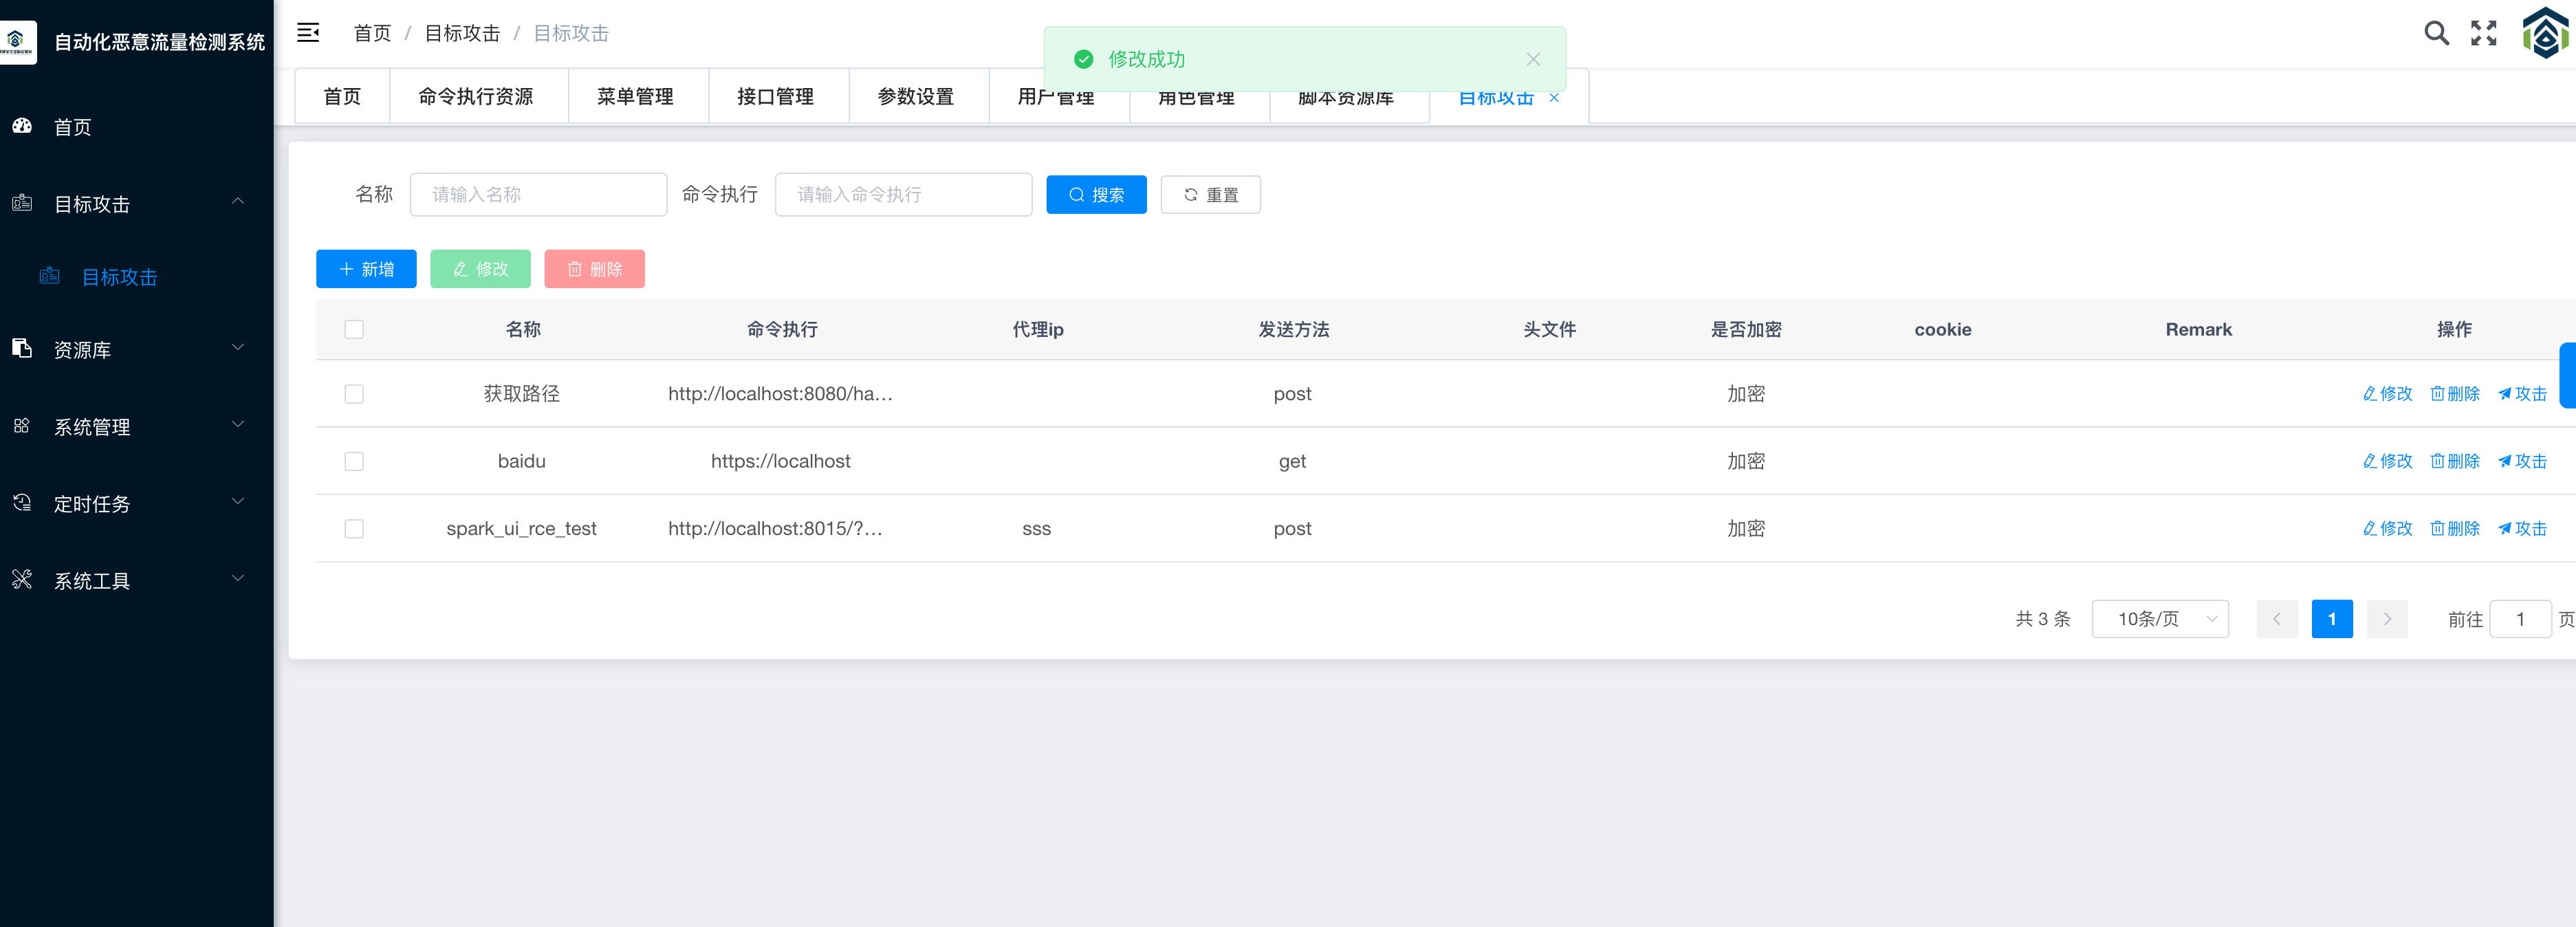 自动化恶意流量检测系统
首页 / 目标攻击 / 目标攻击
修改成功
首页 命令执行资源 菜单管理 接口管理 参数设置 用户管理 角色管理 脚本资源库 目标攻击
首页
目标攻击
目标攻击
资源库
系统管理
定时任务
系统工具
名称 请输入名称 命令执行 请输入命令执行 搜索 重置
新增 修改 删除
名称 命令执行 代理ip 发送方法 头文件 是否加密 cookie Remark 操作
获取路径 http://localhost:8080/ha... post 加密 修改 删除 攻击
baidu https://localhost get 加密 修改 删除 攻击
spark_ui_rce_test http://localhost:8015/?... sss post 加密 修改 删除 攻击
共 3 条 10条/页 1 前往 1 页